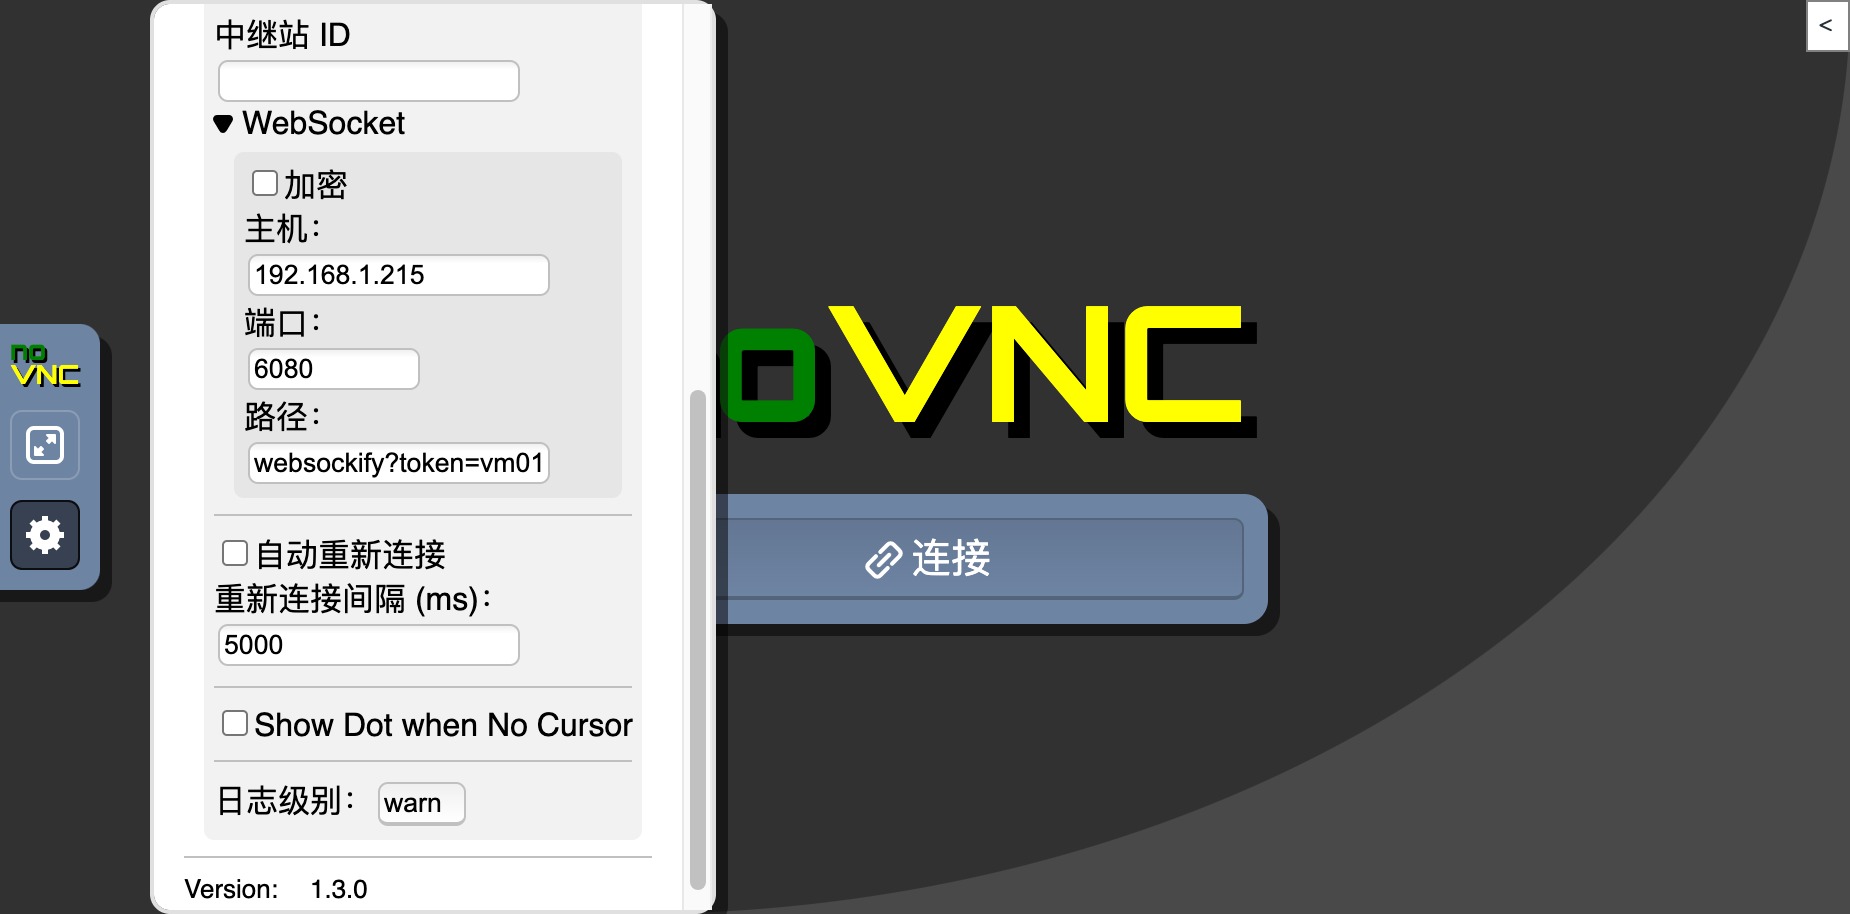 中继站 ID
WebSocket
加密
主机：
192.168.1.215
端口：
6080
路径：
websockify?token=vm01
自动重新连接
重新连接间隔 (ms)：
5000
Show Dot when No Cursor
日志级别： warn
Version: 1.3.0
no
VNC
oVNC
连接
<